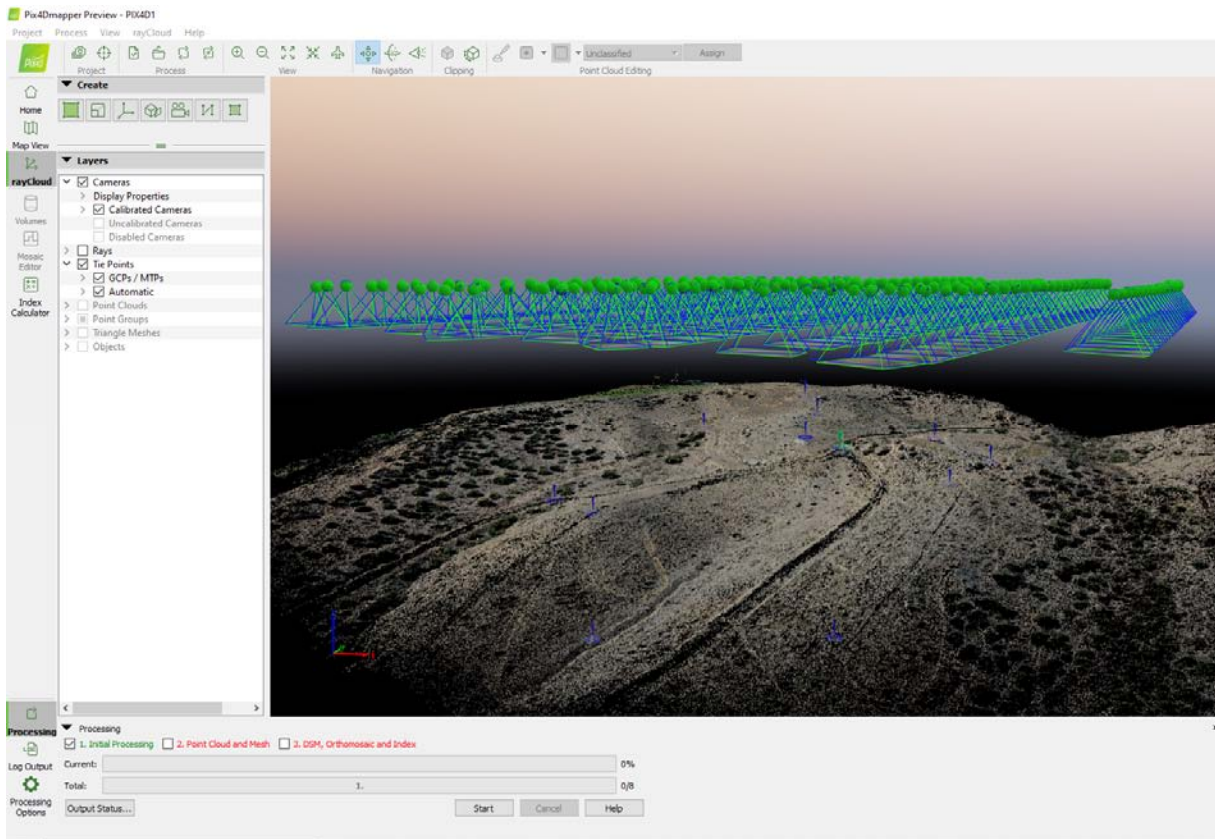 Pix4Dmapper Preview - PIX4D1
Project Process View rayCloud Help
Pix4D
Project Process View Navigation Clipping Point Cloud Editing
Unclassified Assign
Home
Map View
rayCloud
Volumes
Mosaic
Editor
Index
Calculator
Create
Layers
Cameras
Display Properties
Calibrated Cameras
Uncalibrated Cameras
Disabled Cameras
Rays
Tie Points
GCPs / MTPs
Automatic
Point Clouds
Point Groups
Triangle Meshes
Objects
Processing
Log Output
Processing
Options
Processing
1. Initial Processing 2. Point Cloud and Mesh 3. DSM, Orthomosaic and Index
Current: 0%
Total: 1. 0/8
Output Status... Start Cancel Help